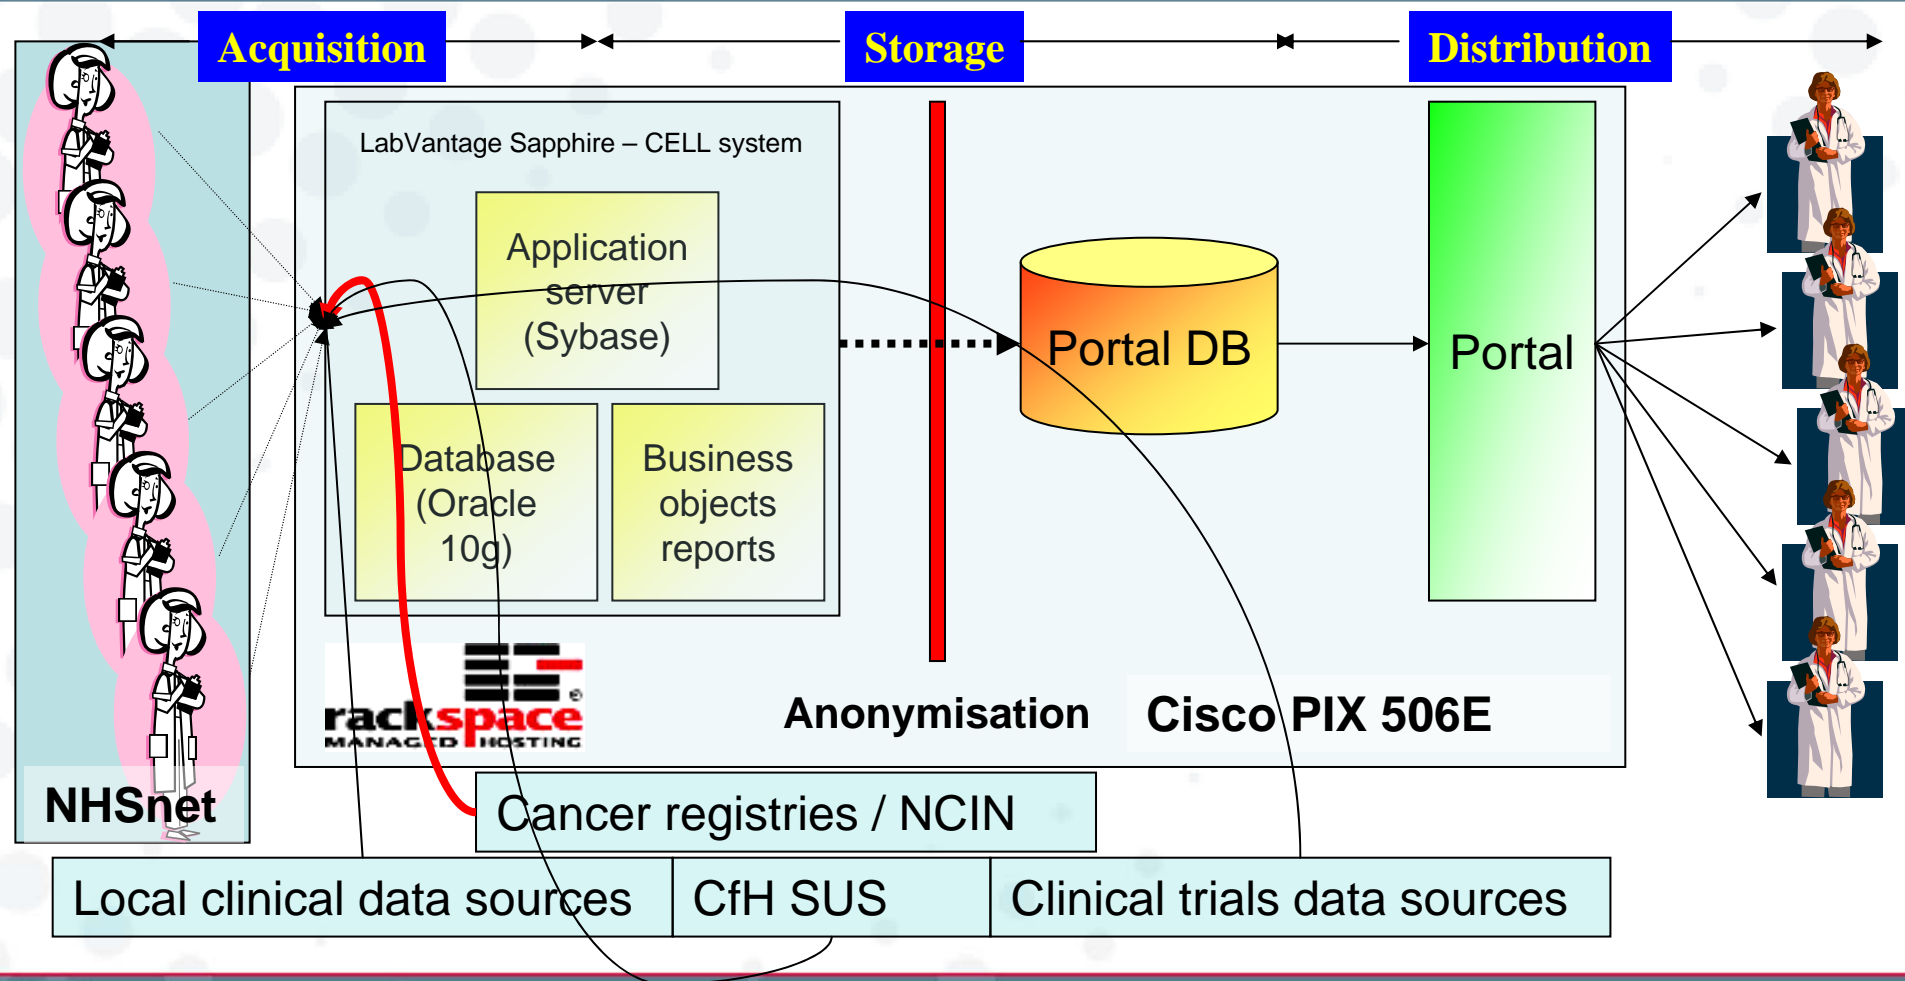 Acquisition
Storage
Distribution
LabVantage Sapphire – CELL system
Application
server
(Sybase)
Portal DB
Portal
Database
(Oracle
10g)
Business
objects
reports
rackspace
MANAGED HOSTING
Anonymisation
Cisco PIX 506E
NHSnet
Cancer registries / NCIN
Local clinical data sources
CfH SUS
Clinical trials data sources